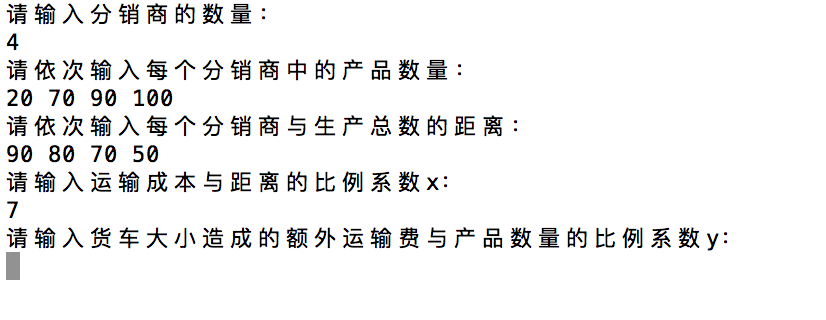 请输入分销商的数量：
4
请依次输入每个分销商中的产品数量：
20 70 90 100
请依次输入每个分销商与生产总数的距离：
90 80 70 50
请输入运输成本与距离的比例系数x：
7
请输入货车大小造成的额外运输费与产品数量的比例系数y：